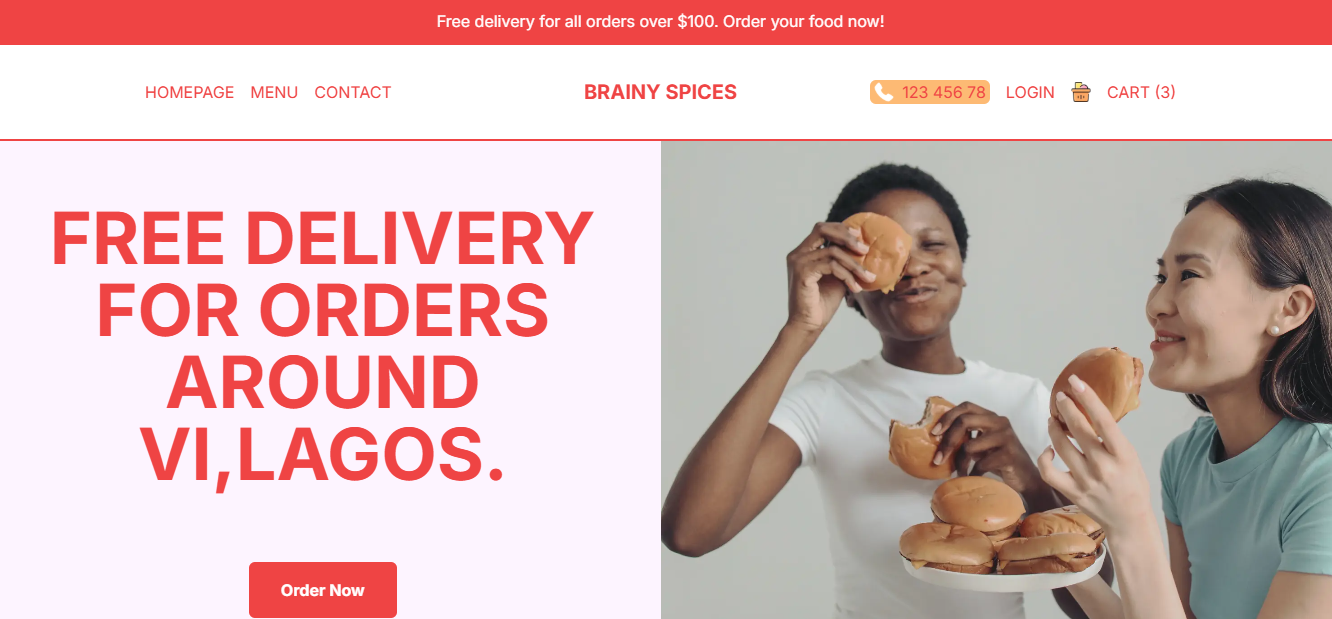 Free delivery for all orders over $100. Order your food now!
HOMEPAGE MENU CONTACT BRAINY SPICES 123 456 78 LOGIN CART (3)
FREE DELIVERY
FOR ORDERS
AROUND
VI,LAGOS.
Order Now